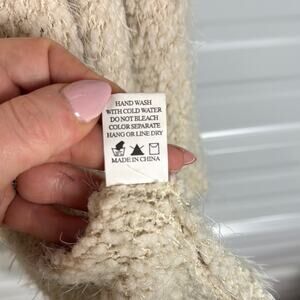 HAND WASH
WITH COLD WATER
DO NOT BLEACH
COLOR SEPARATE
HANG OR LINE DRY
MADE IN CHINA